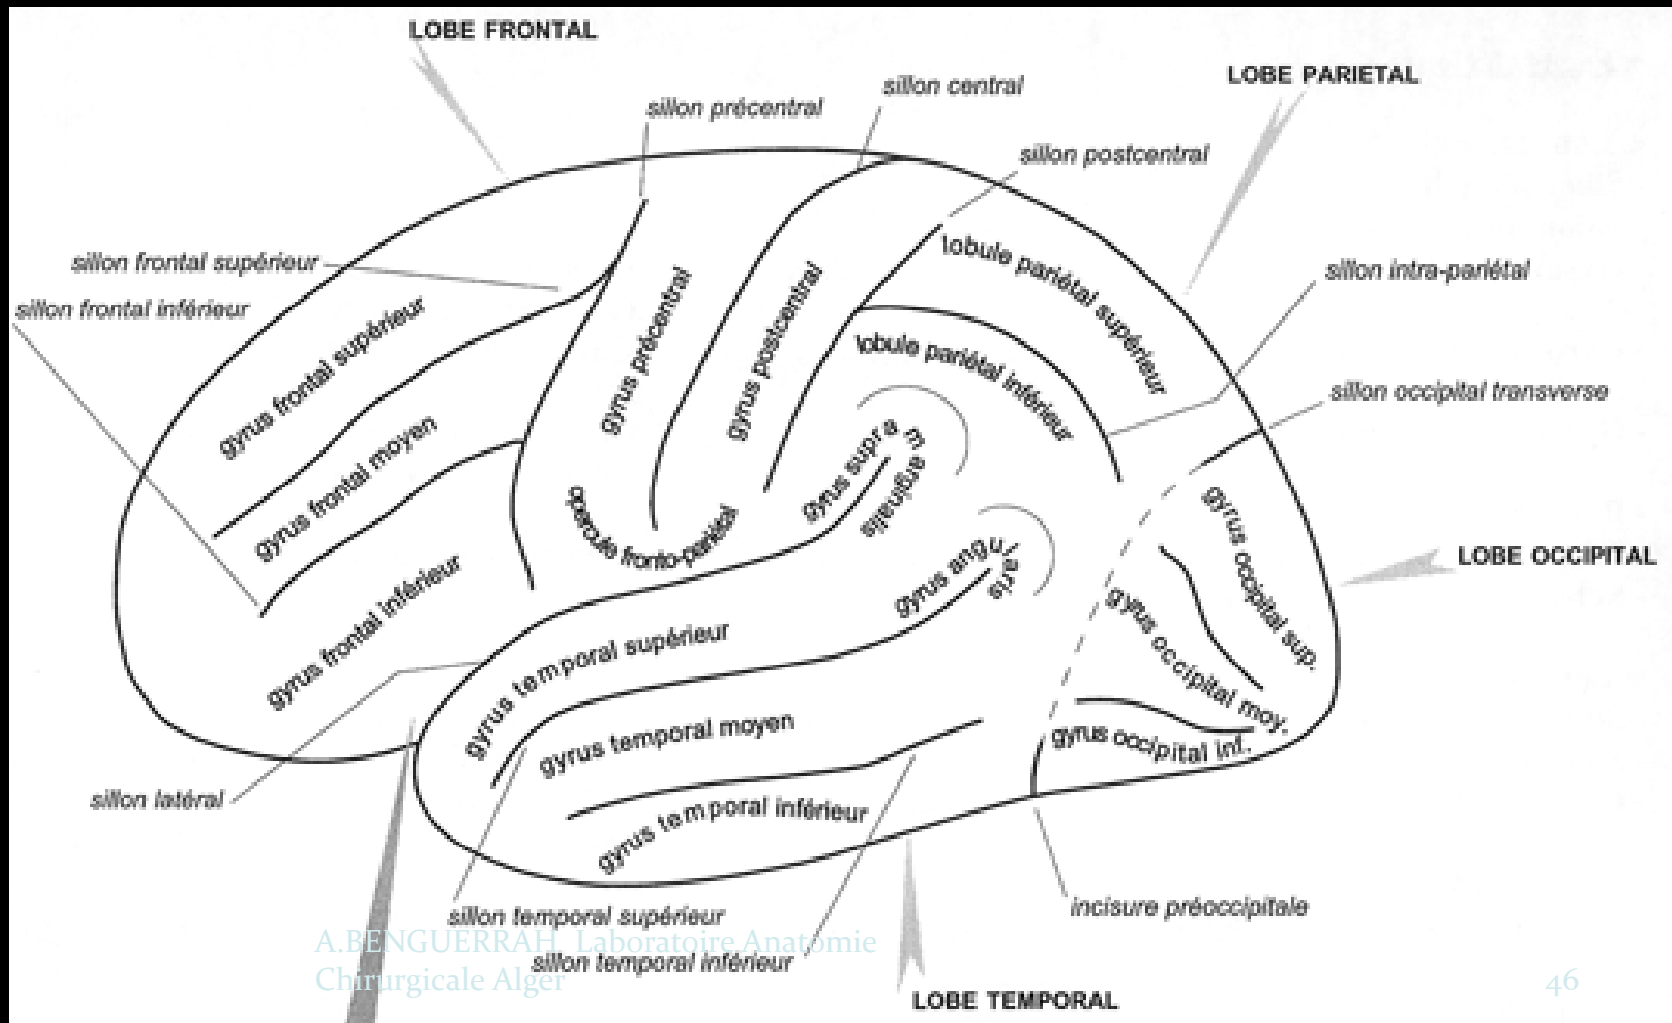 LOBE FRONTAL
LOBE PARIETAL
sillon central
sillon précentral
sillon postcentral
sillon frontal supérieur
sillon intra-pariétal
sillon frontal inférieur
sillon occipital transverse
lobule pariétal supérieur
gyrus frontal supérieur
gyrus précentral
gyrus postcentral
lobule pariétal inférieur
gyrus frontal moyen
gyrus supra marginalis
opercule fronto-pariétal
gyrus occipital sup.
LOBE OCCIPITAL
gyrus angularis
gyrus frontal inférieur
gyrus occipital moy.
gyrus temporal supérieur
gyrus temporal moyen
gyrus occipital inf.
sillon latéral
gyrus temporal inférieur
sillon temporal supérieur
incisure préoccipitale
A.BENGUERRAH Laboratoire Anatomie
sillon temporal inférieur
Chirurgicale Alger
46
LOBE TEMPORAL